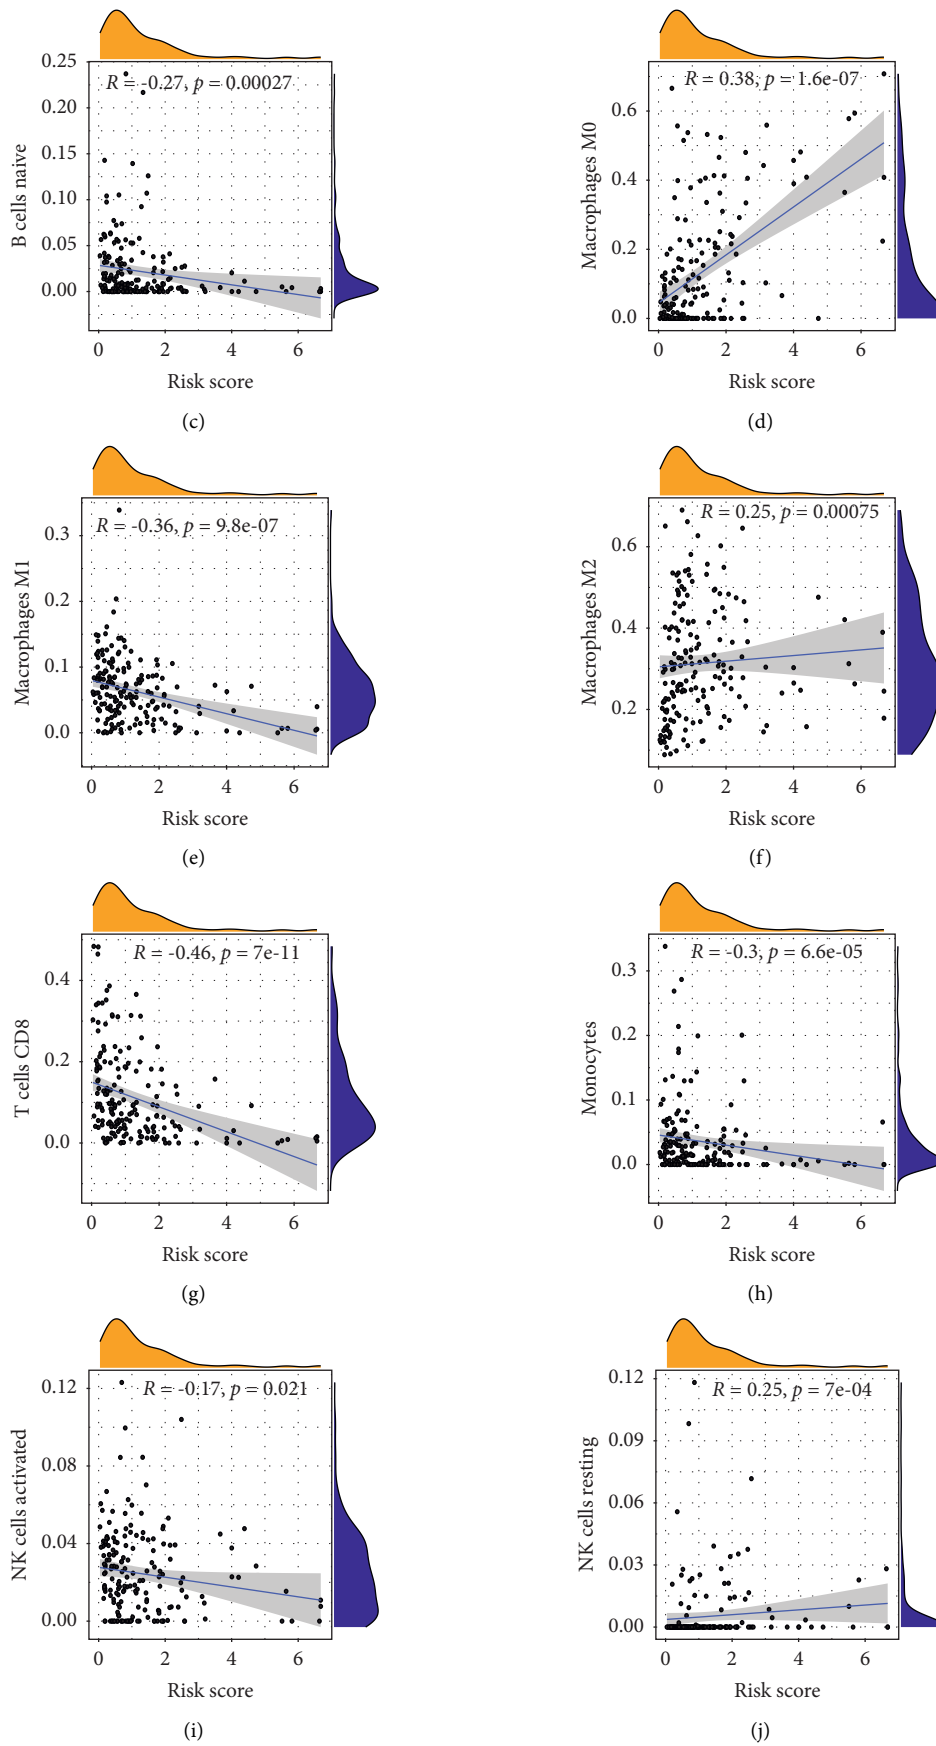 R = -0.27, p = 0.00027
B cells naive
0.25
0.20
0.15
0.10
0.05
0.00
0 2 4 6
Risk score
(c)
R = 0.38, p = 1.6e-07
Macrophages M0
0.6
0.4
0.2
0.0
0 2 4 6
Risk score
(d)
R = -0.36, p = 9.8e-07
Macrophages M1
0.3
0.2
0.1
0.0
0 2 4 6
Risk score
(e)
R = 0.25, p = 0.00075
Macrophages M2
0.6
0.4
0.2
0 2 4 6
Risk score
(f)
R = -0.46, p = 7e-11
T cells CD8
0.4
0.2
0.0
0 2 4 6
Risk score
(g)
R = -0.3, p = 6.6e-05
Monocytes
0.3
0.2
0.1
0.0
0 2 4 6
Risk score
(h)
R = -0.17, p = 0.021
NK cells activated
0.12
0.08
0.04
0.00
0 2 4 6
Risk score
(i)
R = 0.25, p = 7e-04
NK cells resting
0.12
0.09
0.06
0.03
0.00
0 2 4 6
Risk score
(j)